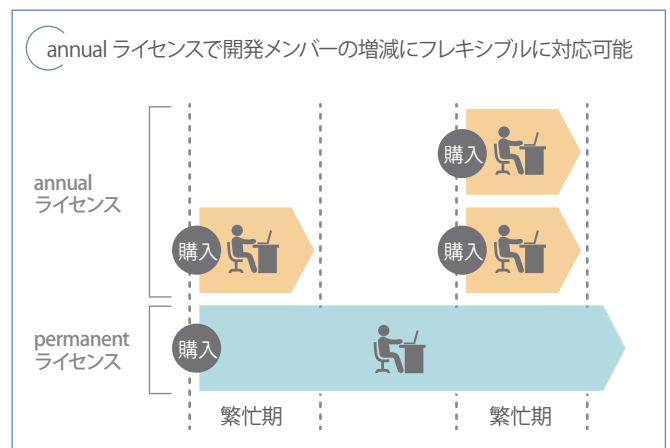 annual ライセンスで開発メンバーの増減にフレキシブルに対応可能
購入
annual
ライセンス
購入
購入
permanent
ライセンス
購入
繁忙期
繁忙期